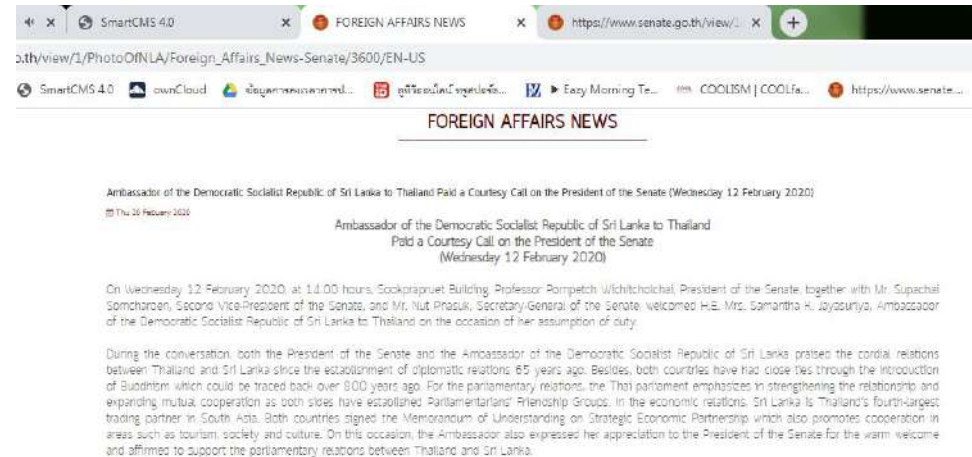 SmartCMS 4.0 FOREIGN AFFAIRS NEWS https://www.senate.go.th/view/1
o.th/view/1/PhotoOfNLA/Foreign_Affairs_News-Senate/3600/EN-US
SmartCMS 4.0 ownCloud Eazy Morning Te... COOLISM | COOLfa... https://www.senate....
FOREIGN AFFAIRS NEWS
Ambassador of the Democratic Socialist Republic of Sri Lanka to Thailand Paid a Courtesy Call on the President of the Senate (Wednesday 12 February 2020)
Thu 20 Febuary 2020
Ambassador of the Democratic Socialist Republic of Sri Lanka to Thailand
Paid a Courtesy Call on the President of the Senate
(Wednesday 12 February 2020)
On Wednesday 12 February 2020, at 14.00 hours, Sookprapruet Building, Professor Pornpetch Wichitcholchai, President of the Senate, together with Mr. Supachai
Somcharoen, Second Vice-President of the Senate, and Mr. Nut Phasuk, Secretary-General of the Senate, welcomed H.E. Mrs. Samantha K. Jayasuriya, Ambassador
of the Democratic Socialist Republic of Sri Lanka to Thailand on the occasion of her assumption of duty.
During the conversation, both the President of the Senate and the Ambassador of the Democratic Socialist Republic of Sri Lanka praised the cordial relations
between Thailand and Sri Lanka since the establishment of diplomatic relations 65 years ago. Besides, both countries have had close ties through the introduction
of Buddhism which could be traced back over 800 years ago. For the parliamentary relations, the Thai parliament emphasizes in strengthening the relationship and
expanding mutual cooperation as both sides have established Parliamentarians' Friendship Groups. In the economic relations, Sri Lanka is Thailand's fourth-largest
trading partner in South Asia. Both countries signed the Memorandum of Understanding on Strategic Economic Partnership which also promotes cooperation in
areas such as tourism, society and culture. On this occasion, the Ambassador also expressed her appreciation to the President of the Senate for the warm welcome
and affirmed to support the parliamentary relations between Thailand and Sri Lanka.